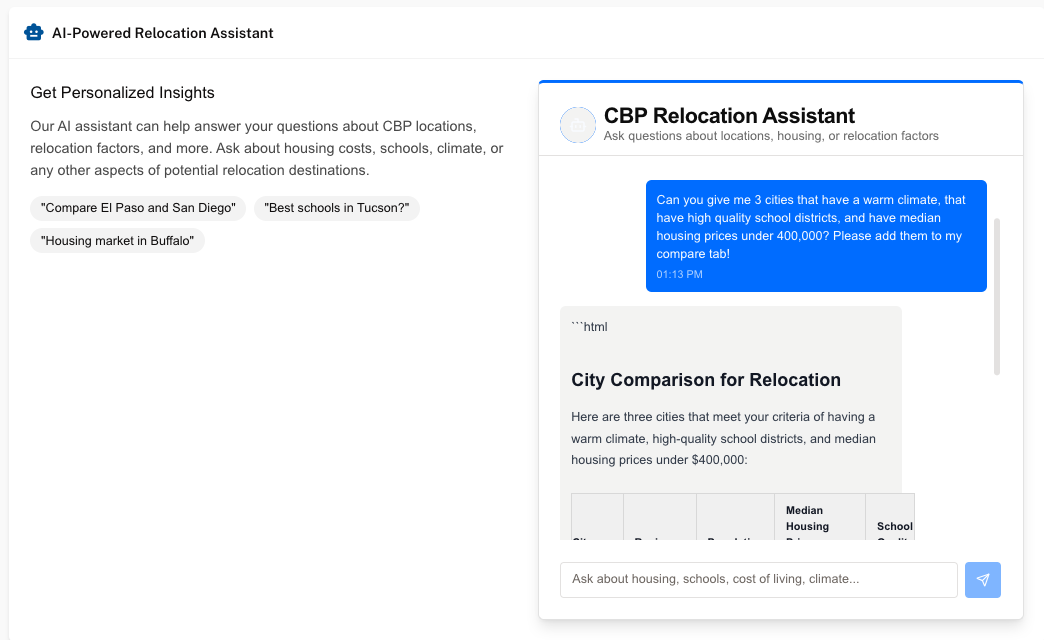 AI-Powered Relocation Assistant
Get Personalized Insights
Our AI assistant can help answer your questions about CBP locations,
relocation factors, and more. Ask about housing costs, schools, climate, or
any other aspects of potential relocation destinations.
"Compare El Paso and San Diego"
"Best schools in Tucson?"
"Housing market in Buffalo"
CBP Relocation Assistant
Ask questions about locations, housing, or relocation factors
Can you give me 3 cities that have a warm climate, that
have high quality school districts, and have median
housing prices under 400,000? Please add them to my
compare tab!
01:13 PM
```html
City Comparison for Relocation
Here are three cities that meet your criteria of having a
warm climate, high-quality school districts, and median
housing prices under $400,000:
Median
Housing
School
Ask about housing, schools, cost of living, climate...